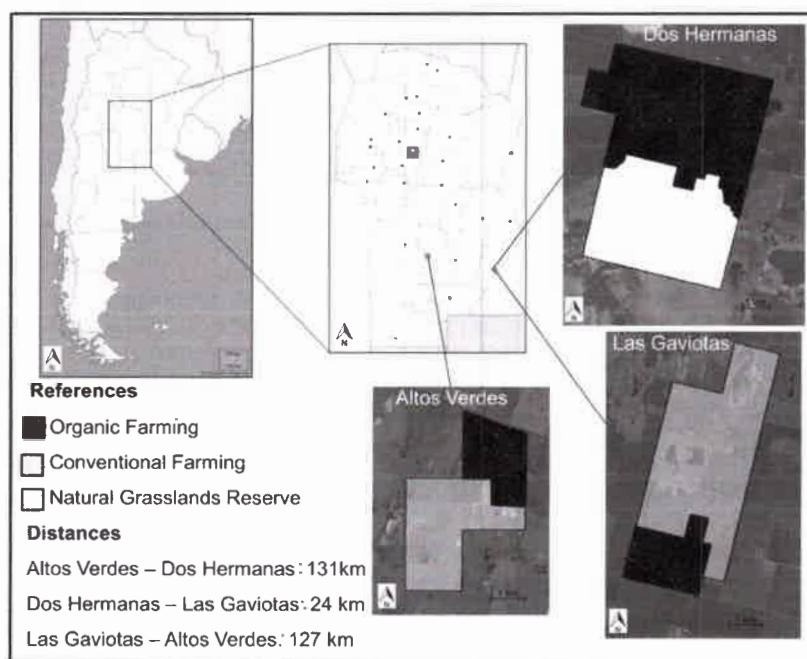 Dos Hermanas
N
N
N
Las Gaviotas
References
Altos Verdes
Organic Farming
Conventional Farming
Natural Grasslands Reserve
Distances
Altos Verdes – Dos Hermanas: 131km
Dos Hermanas – Las Gaviotas: 24 km
Las Gaviotas – Altos Verdes: 127 km
N
N